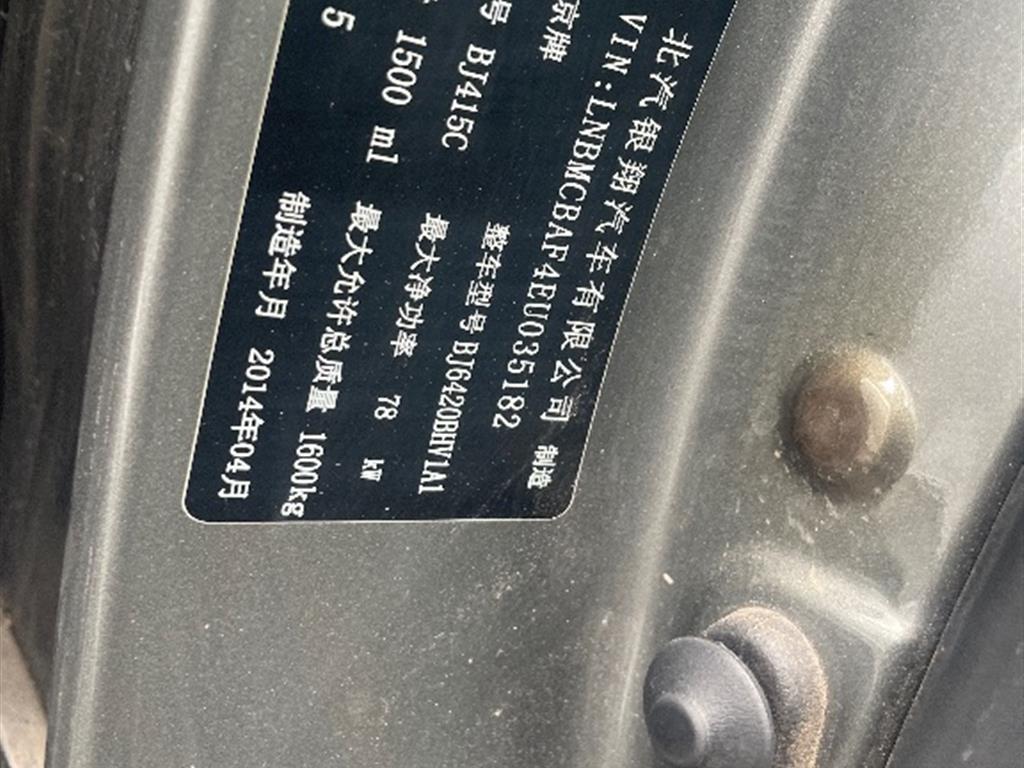 北汽银翔汽车有限公司 制造
VIN:LNBMCBAF4EU035182
京牌 整车型号 BJ6420BHV1A1
号 BJ415C 最大净功率 78 kW
1500 ml 最大允许总质量 1600kg
5 制造年月 2014年04月